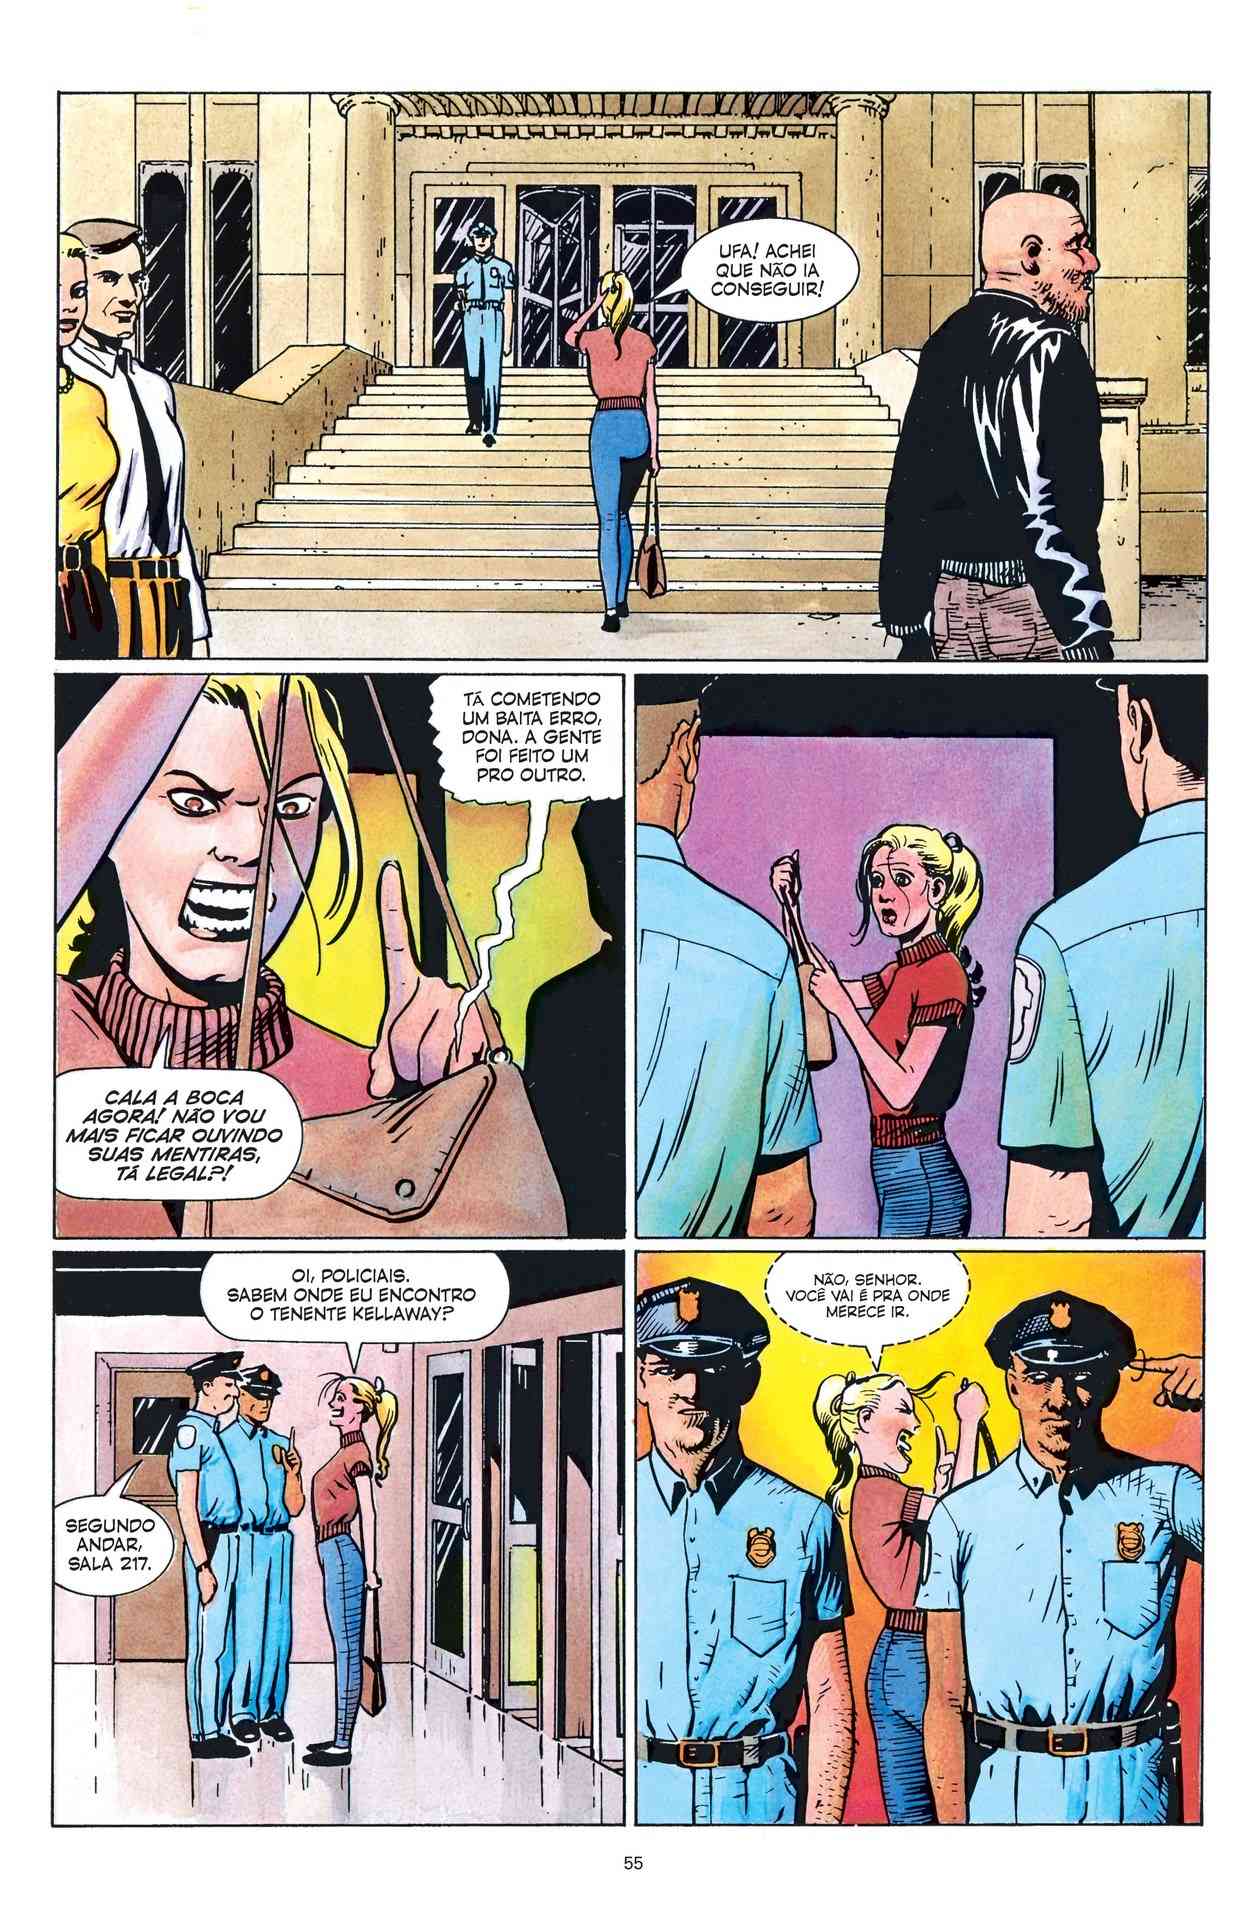 UFA! ACHEI
QUE NÃO IA
CONSEGUIR!
TÁ COMETENDO
UM BAITA ERRO,
DONA. A GENTE
FOI FEITO UM
PRO OUTRO.
CALA A BOCA
AGORA! NÃO VOU
MAIS FICAR OUVINDO
SUAS MENTIRAS,
TÁ LEGAL?!
OI, POLICIAIS.
SABEM ONDE EU ENCONTRO
O TENENTE KELLAWAY?
SEGUNDO
ANDAR,
SALA 217.
NÃO, SENHOR.
VOCÊ VAI É PRA ONDE
MERECE IR.
55